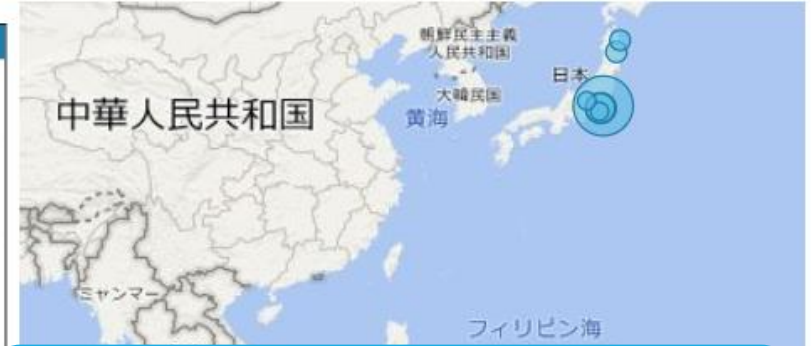 朝鮮民主主義
人民共和国
日本
大韓民国
中華人民共和国
黄海
ミャンマー
フィリピン海